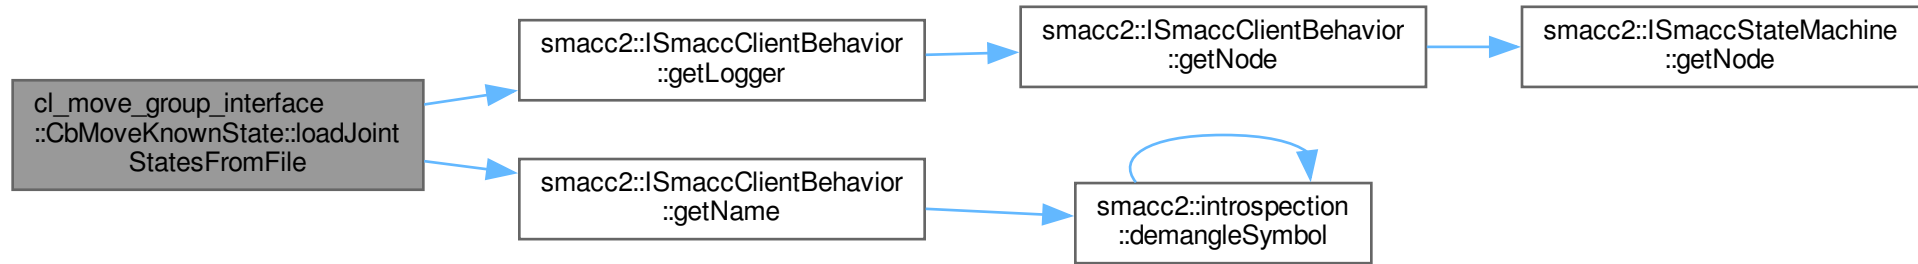 cl_move_group_interface
::CbMoveKnownState::loadJoint
StatesFromFile
smacc2::ISmaccClientBehavior
::getLogger
smacc2::ISmaccClientBehavior
::getNode
smacc2::ISmaccStateMachine
::getNode
smacc2::ISmaccClientBehavior
::getName
smacc2::introspection
::demangleSymbol